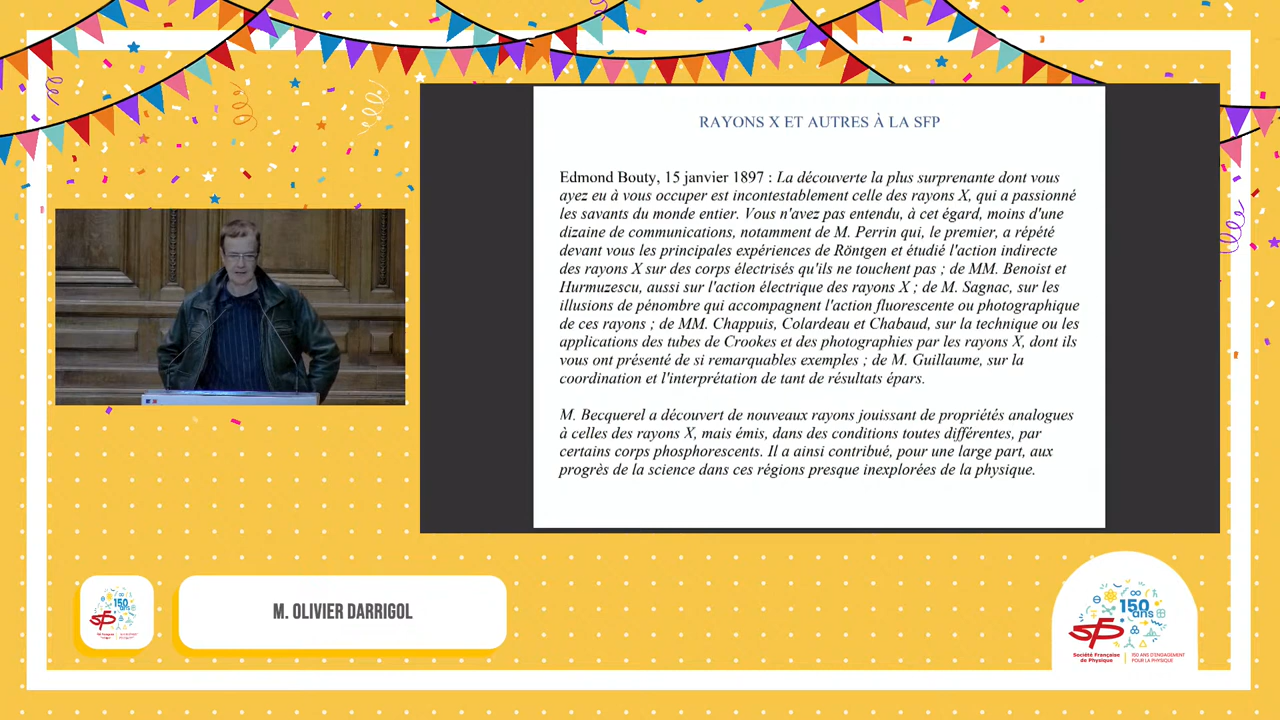 RAYONS X ET AUTRES À LA SFP
Edmond Bouty, 15 janvier 1897 : La découverte la plus surprenante dont vous
ayez eu à vous occuper est incontestablement celle des rayons X, qui a passionné
les savants du monde entier. Vous n'avez pas entendu, à cet égard, moins d'une
dizaine de communications, notamment de M. Perrin qui, le premier, a répété
devant vous les principales expériences de Röntgen et étudié l'action indirecte
des rayons X sur des corps électrisés qu'ils ne touchent pas ; de MM. Benoist et
Hurmuzescu, aussi sur l'action électrique des rayons X ; de M. Sagnac, sur les
illusions de pénombre qui accompagnent l'action fluorescente ou photographique
de ces rayons ; de MM. Chappuis, Colardeau et Chabaud, sur la technique ou les
applications des tubes de Crookes et des photographies par les rayons X, dont ils
vous ont présenté de si remarquables exemples ; de M. Guillaume, sur la
coordination et l'interprétation de tant de résultats épars.
M. Becquerel a découvert de nouveaux rayons jouissant de propriétés analogues
à celles des rayons X, mais émis, dans des conditions toutes différentes, par
certains corps phosphorescents. Il a ainsi contribué, pour une large part, aux
progrès de la science dans ces régions presque inexplorées de la physique.
150
ans
sfp
M. OLIVIER DARRIGOL
150
ans
sfp
Société Française
de Physique
150 ANS D'ENGAGEMENT
POUR LA PHYSIQUE